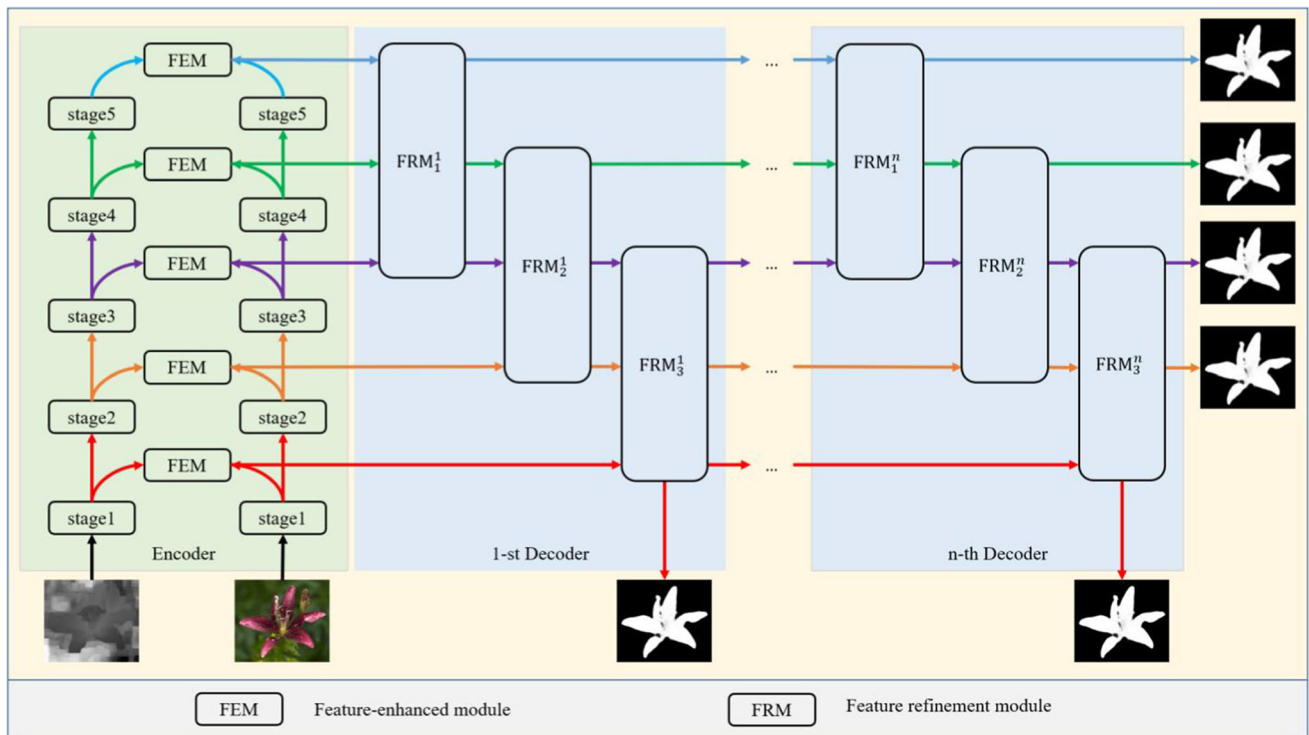 FEM
stage5 stage5
FEM
stage4 stage4
FEM
stage3 stage3
FEM
stage2 stage2
FEM
stage1 stage1
Encoder
FRM₁¹
FRM₂¹
FRM₃¹
1-st Decoder
...
...
...
...
...
FRM₁ⁿ
FRM₂ⁿ
FRM₃ⁿ
n-th Decoder
FEM Feature-enhanced module
FRM Feature refinement module